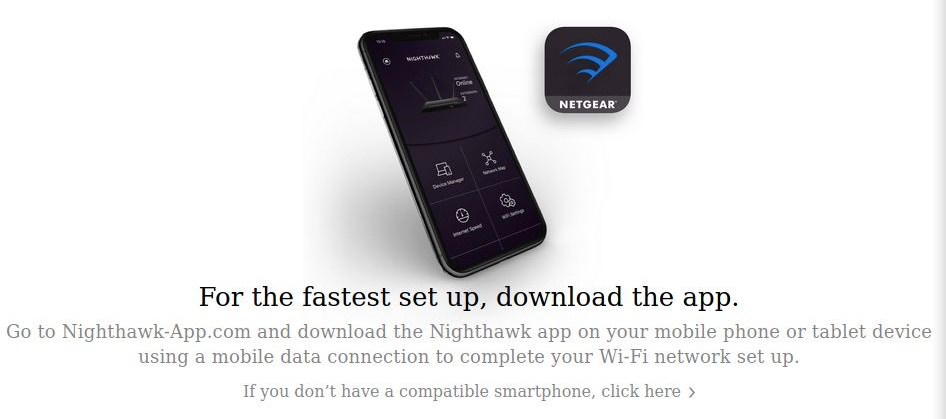 NIGHTHAWK
Online
2
Device Manager
Network Map
Internet Speed
WiFi Settings
NETGEAR
For the fastest set up, download the app.
Go to Nighthawk-App.com and download the Nighthawk app on your mobile phone or tablet device
using a mobile data connection to complete your Wi-Fi network set up.
If you don’t have a compatible smartphone, click here >